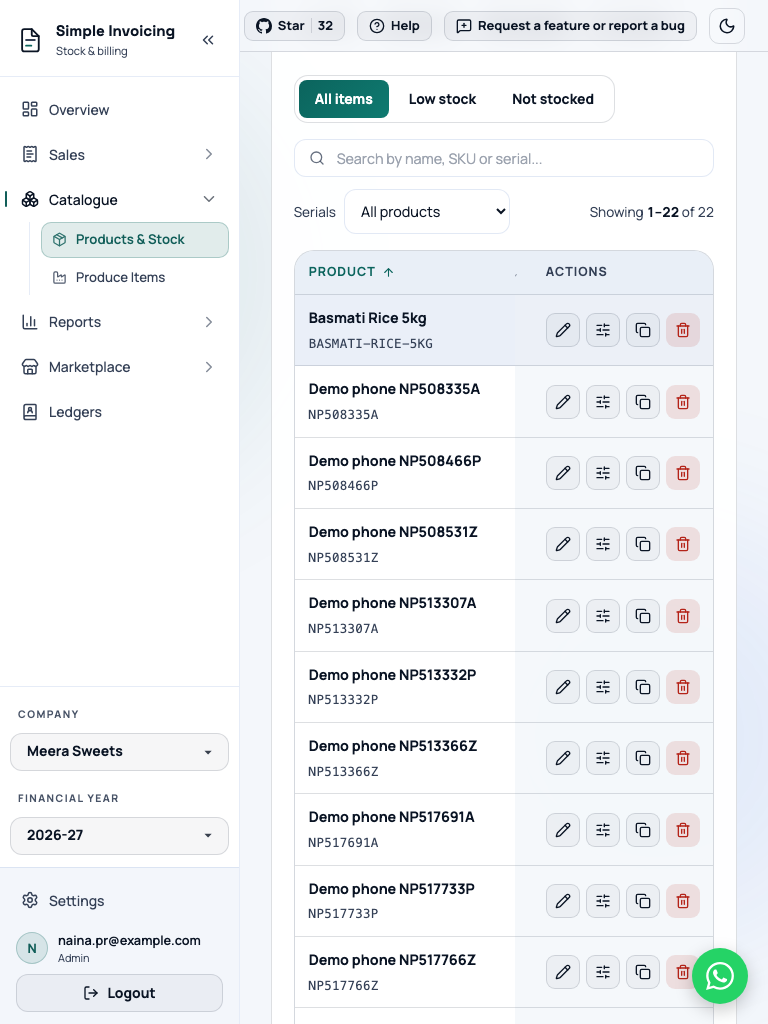 Simple Invoicing
Stock & billing
Star 32
Help
Request a feature or report a bug
Overview
Sales
Catalogue
Products & Stock
Produce Items
Reports
Marketplace
Ledgers
COMPANY
Meera Sweets
FINANCIAL YEAR
2026-27
Settings
N
naina.pr@example.com
Admin
Logout
All items
Low stock
Not stocked
Search by name, SKU or serial...
Serials
All products
Showing 1–22 of 22
PRODUCT
ACTIONS
Basmati Rice 5kg
BASMATI-RICE-5KG
Demo phone NP508335A
NP508335A
Demo phone NP508466P
NP508466P
Demo phone NP508531Z
NP508531Z
Demo phone NP513307A
NP513307A
Demo phone NP513332P
NP513332P
Demo phone NP513366Z
NP513366Z
Demo phone NP517691A
NP517691A
Demo phone NP517733P
NP517733P
Demo phone NP517766Z
NP517766Z